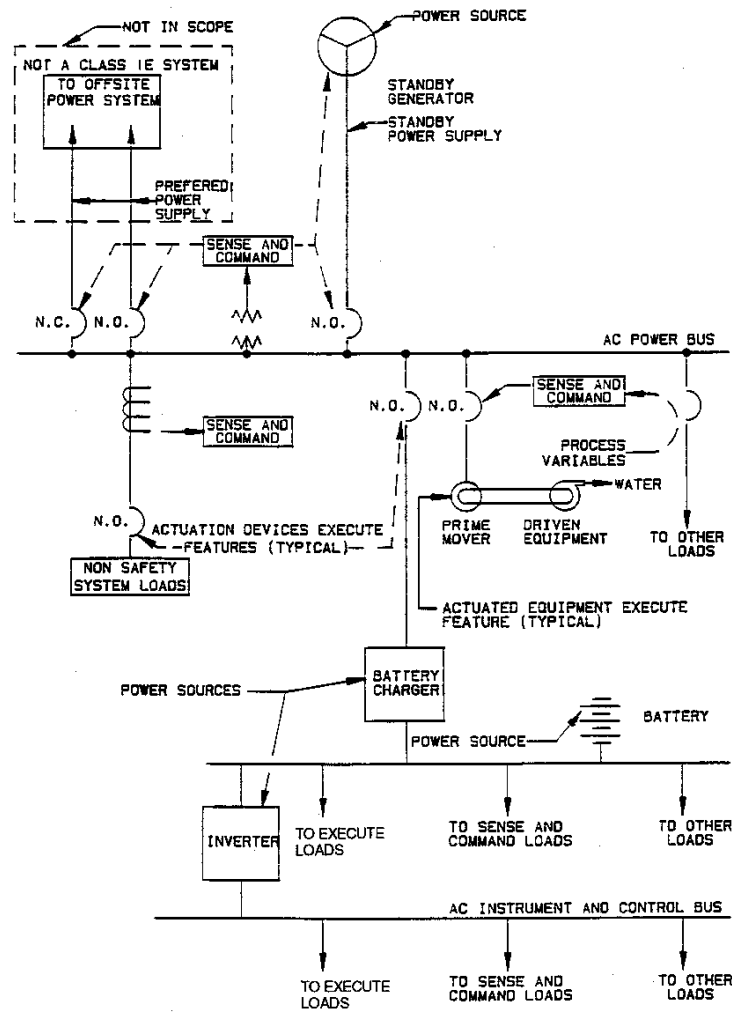 NOT IN SCOPE
POWER SOURCE
NOT A CLASS IE SYSTEM
TO OFFSITE
POWER SYSTEM
STANDBY
GENERATOR
STANDBY
POWER SUPPLY
PREFERED
POWER
SUPPLY
SENSE AND
COMMAND
N.C.
N.O.
N.O.
AC POWER BUS
N.O.
N.O.
SENSE AND
COMMAND
SENSE AND
COMMAND
PROCESS
VARIABLES
WATER
N.O.
ACTUATION DEVICES EXECUTE
FEATURES (TYPICAL)
PRIME
MOVER
DRIVEN
EQUIPMENT
TO OTHER
LOADS
NON SAFETY
SYSTEM LOADS
ACTUATED EQUIPMENT EXECUTE
FEATURE (TYPICAL)
POWER SOURCES
BATTERY
CHARGER
POWER SOURCE
BATTERY
INVERTER
TO EXECUTE
LOADS
TO SENSE AND
COMMAND LOADS
TO OTHER
LOADS
AC INSTRUMENT AND CONTROL BUS
TO EXECUTE
LOADS
TO SENSE AND
COMMAND LOADS
TO OTHER
LOADS